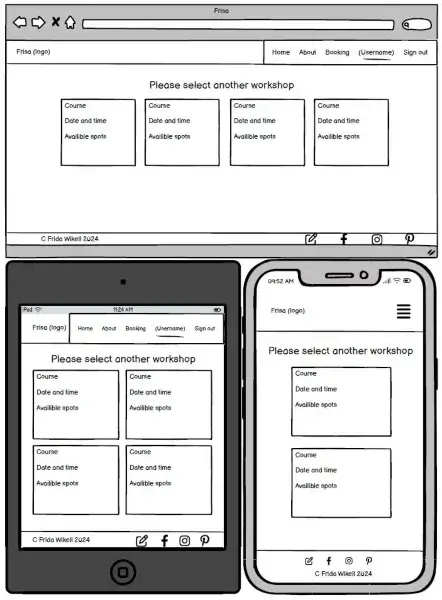 Frisa
Frisa (logo) Home About Booking (Username) Sign out
Please select another workshop
Course Course Course Course
Date and time Date and time Date and time Date and time
Availible spots Availible spots Availible spots Availible spots
C Frida Wikell 2024
iPad 11:24 AM
Frisa (logo) Home About Booking (Username) Sign out
Please select another workshop
Course Course
Date and time Date and time
Availible spots Availible spots
Course Course
Date and time Date and time
Availible spots Availible spots
C Frida Wikell 2024
09:52 AM
Frisa (logo)
Please select another workshop
Course
Date and time
Availible spots
Course
Date and time
Availible spots
C Frida Wikell 2024